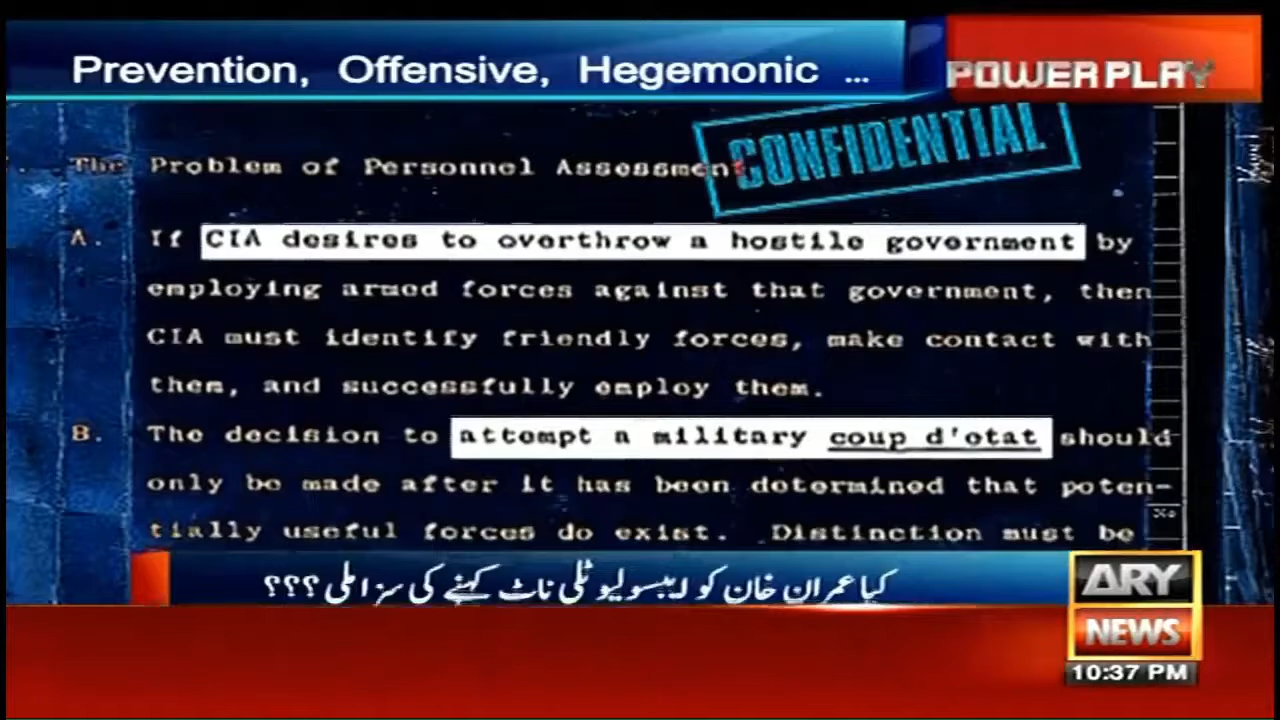 Prevention, Offensive, Hegemonic ...
POWERPLAY
CONFIDENTIAL
The Problem of Personnel Assessment
A. If CIA desires to overthrow a hostile government by
employing armed forces against that government, then
CIA must identify friendly forces, make contact with
them, and successfully employ them.
B. The decision to attempt a military coup d'etat should
only be made after it has been determined that poten-
tially useful forces do exist. Distinction must be
کیا عمران خان کو ایبسولیوٹلی ناٹ کہنے کی سزا ملی ؟؟؟
ARY
NEWS
10:37 PM